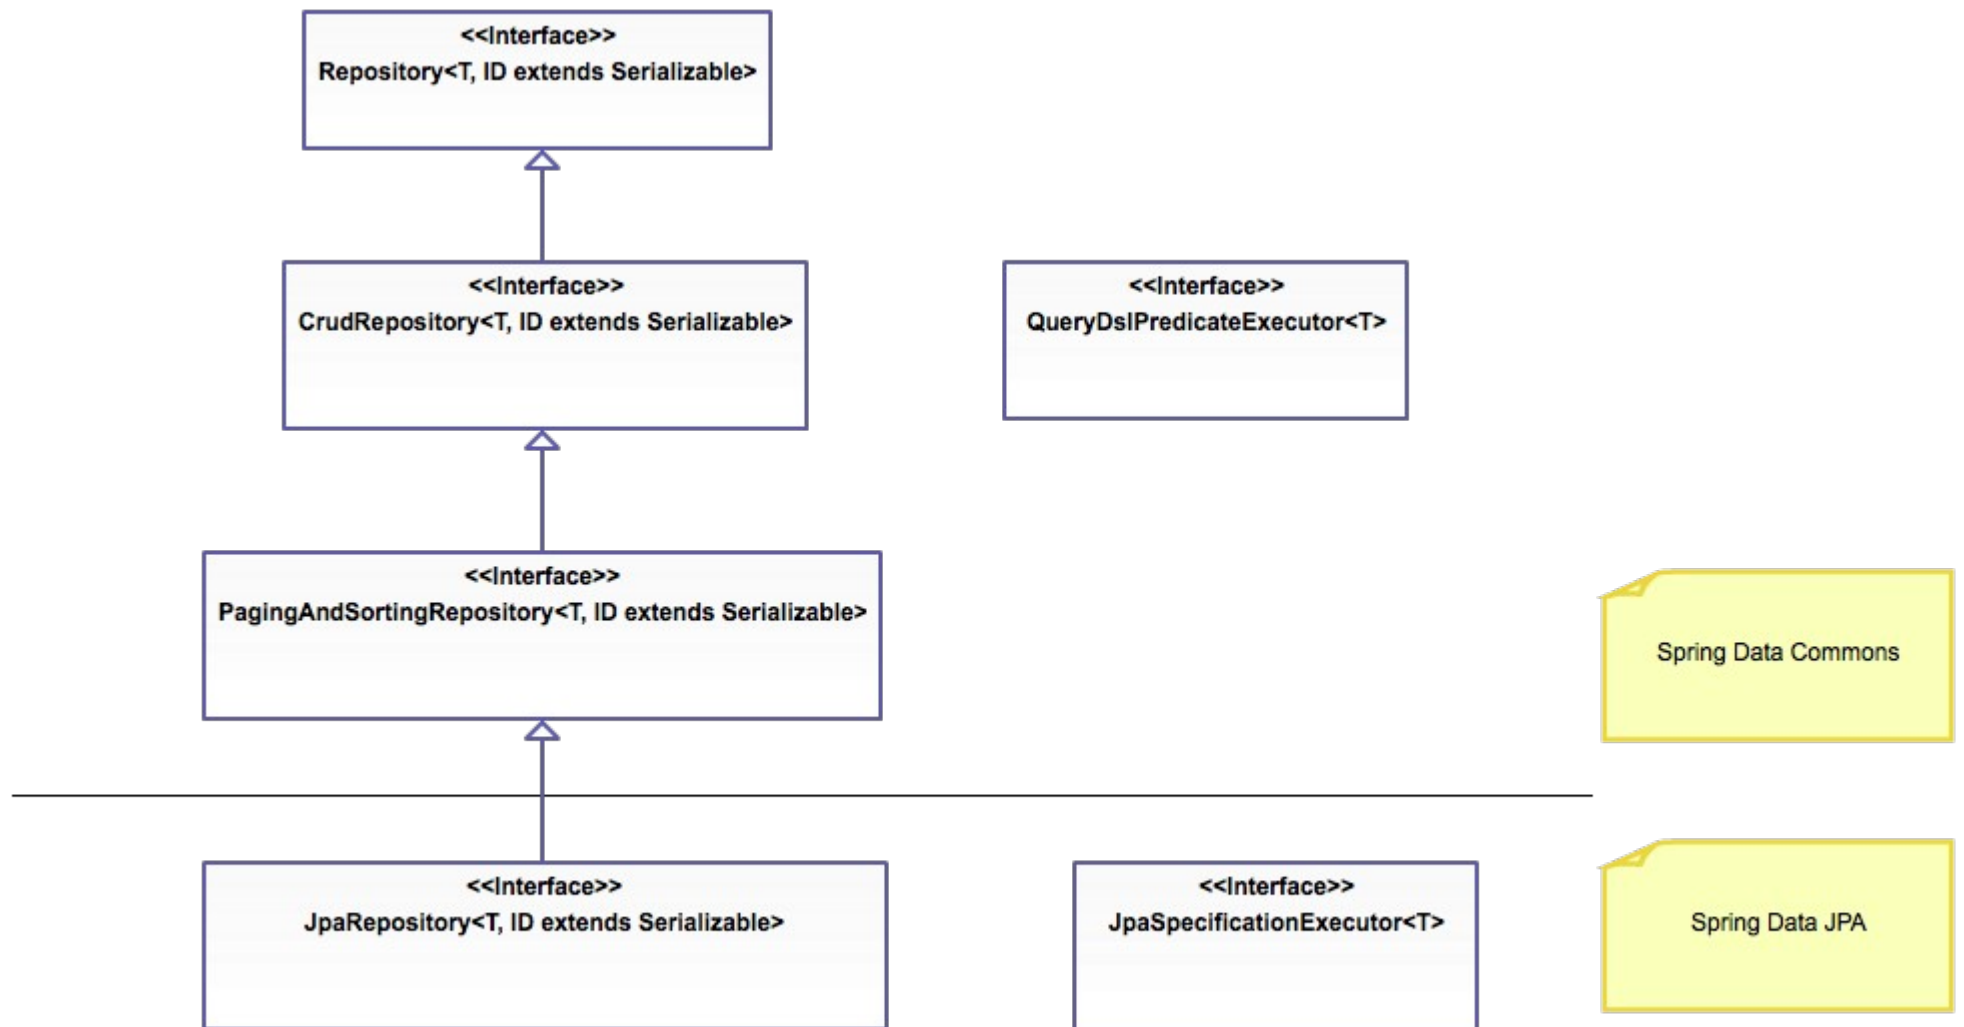 <<Interface>>
Repository<T, ID extends Serializable>
<<Interface>>
CrudRepository<T, ID extends Serializable>
<<Interface>>
QueryDslPredicateExecutor<T>
<<Interface>>
PagingAndSortingRepository<T, ID extends Serializable>
Spring Data Commons
<<Interface>>
JpaRepository<T, ID extends Serializable>
<<Interface>>
JpaSpecificationExecutor<T>
Spring Data JPA